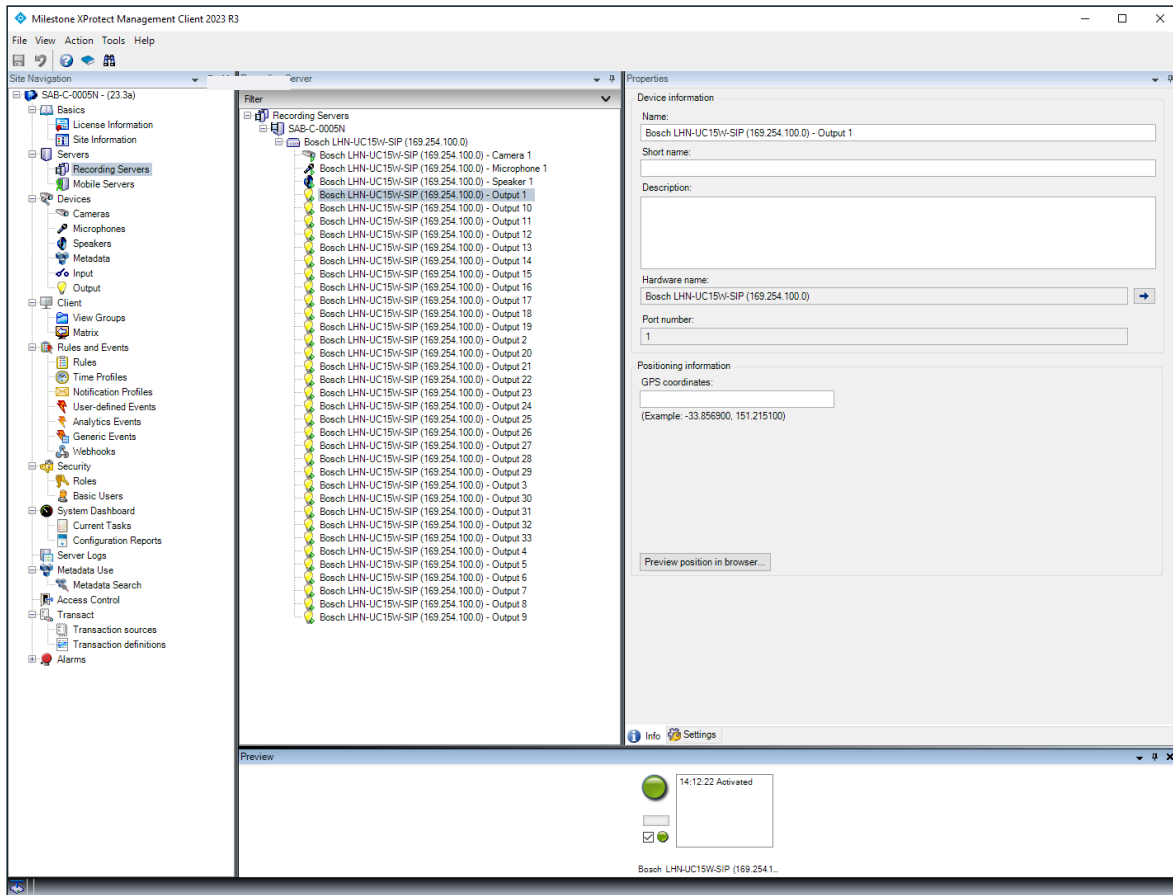 Milestone XProtect Management Client 2023 R3
File View Action Tools Help
Site Navigation
SAB-C-0005N - (23.3a)
Basics
License Information
Site Information
Servers
Recording Servers
Mobile Servers
Devices
Cameras
Microphones
Speakers
Metadata
Input
Output
Client
View Groups
Matrix
Rules and Events
Rules
Time Profiles
Notification Profiles
User-defined Events
Analytics Events
Generic Events
Webhooks
Security
Roles
Basic Users
System Dashboard
Current Tasks
Configuration Reports
Server Logs
Metadata Use
Metadata Search
Access Control
Transact
Transaction sources
Transaction definitions
Alarms
Filter
Recording Servers
SAB-C-0005N
Bosch LHN-UC15W-SIP (169.254.100.0)
Bosch LHN-UC15W-SIP (169.254.100.0) - Camera 1
Bosch LHN-UC15W-SIP (169.254.100.0) - Microphone 1
Bosch LHN-UC15W-SIP (169.254.100.0) - Speaker 1
Bosch LHN-UC15W-SIP (169.254.100.0) - Output 1
Bosch LHN-UC15W-SIP (169.254.100.0) - Output 10
Bosch LHN-UC15W-SIP (169.254.100.0) - Output 11
Bosch LHN-UC15W-SIP (169.254.100.0) - Output 12
Bosch LHN-UC15W-SIP (169.254.100.0) - Output 13
Bosch LHN-UC15W-SIP (169.254.100.0) - Output 14
Bosch LHN-UC15W-SIP (169.254.100.0) - Output 15
Bosch LHN-UC15W-SIP (169.254.100.0) - Output 16
Bosch LHN-UC15W-SIP (169.254.100.0) - Output 17
Bosch LHN-UC15W-SIP (169.254.100.0) - Output 18
Bosch LHN-UC15W-SIP (169.254.100.0) - Output 19
Bosch LHN-UC15W-SIP (169.254.100.0) - Output 2
Bosch LHN-UC15W-SIP (169.254.100.0) - Output 20
Bosch LHN-UC15W-SIP (169.254.100.0) - Output 21
Bosch LHN-UC15W-SIP (169.254.100.0) - Output 22
Bosch LHN-UC15W-SIP (169.254.100.0) - Output 23
Bosch LHN-UC15W-SIP (169.254.100.0) - Output 24
Bosch LHN-UC15W-SIP (169.254.100.0) - Output 25
Bosch LHN-UC15W-SIP (169.254.100.0) - Output 26
Bosch LHN-UC15W-SIP (169.254.100.0) - Output 27
Bosch LHN-UC15W-SIP (169.254.100.0) - Output 28
Bosch LHN-UC15W-SIP (169.254.100.0) - Output 29
Bosch LHN-UC15W-SIP (169.254.100.0) - Output 3
Bosch LHN-UC15W-SIP (169.254.100.0) - Output 30
Bosch LHN-UC15W-SIP (169.254.100.0) - Output 31
Bosch LHN-UC15W-SIP (169.254.100.0) - Output 32
Bosch LHN-UC15W-SIP (169.254.100.0) - Output 33
Bosch LHN-UC15W-SIP (169.254.100.0) - Output 4
Bosch LHN-UC15W-SIP (169.254.100.0) - Output 5
Bosch LHN-UC15W-SIP (169.254.100.0) - Output 6
Bosch LHN-UC15W-SIP (169.254.100.0) - Output 7
Bosch LHN-UC15W-SIP (169.254.100.0) - Output 8
Bosch LHN-UC15W-SIP (169.254.100.0) - Output 9
Properties
Device information
Name:
Bosch LHN-UC15W-SIP (169.254.100.0) - Output 1
Short name:
Description:
Hardware name:
Bosch LHN-UC15W-SIP (169.254.100.0)
Port number:
1
Positioning information
GPS coordinates:
(Example: -33.856900, 151.215100)
Preview position in browser...
Info Settings
Preview
14:12:22 Activated
Bosch LHN-UC15W-SIP (169.254.1...